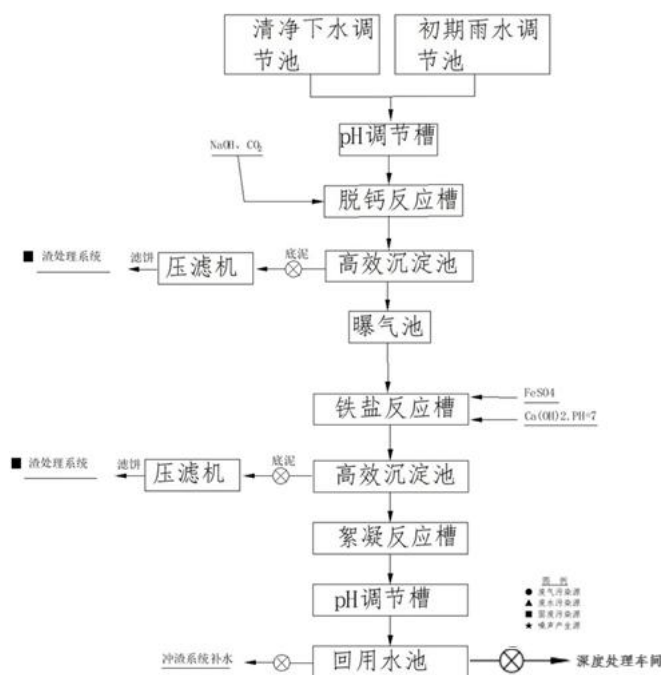 清净下水调
节池
初期雨水调
节池
pH调节槽
NaOH、CO₂
脱钙反应槽
■ 渣处理系统
滤饼
压滤机
底泥
高效沉淀池
曝气池
铁盐反应槽
FeSO4
Ca(OH)2.PH=7
■ 渣处理系统
滤饼
压滤机
底泥
高效沉淀池
絮凝反应槽
pH调节槽
图 例
● 废气污染源
▲ 废水污染源
■ 固废污染源
★ 噪声产生源
冲渣系统补水
回用水池
深度处理车间